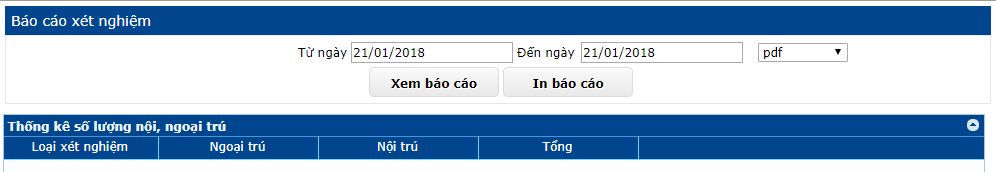 Báo cáo xét nghiệm
Từ ngày 21/01/2018 Đến ngày 21/01/2018 pdf
Xem báo cáo In báo cáo
Thống kê số lượng nội, ngoại trú
Loại xét nghiệm Ngoại trú Nội trú Tổng